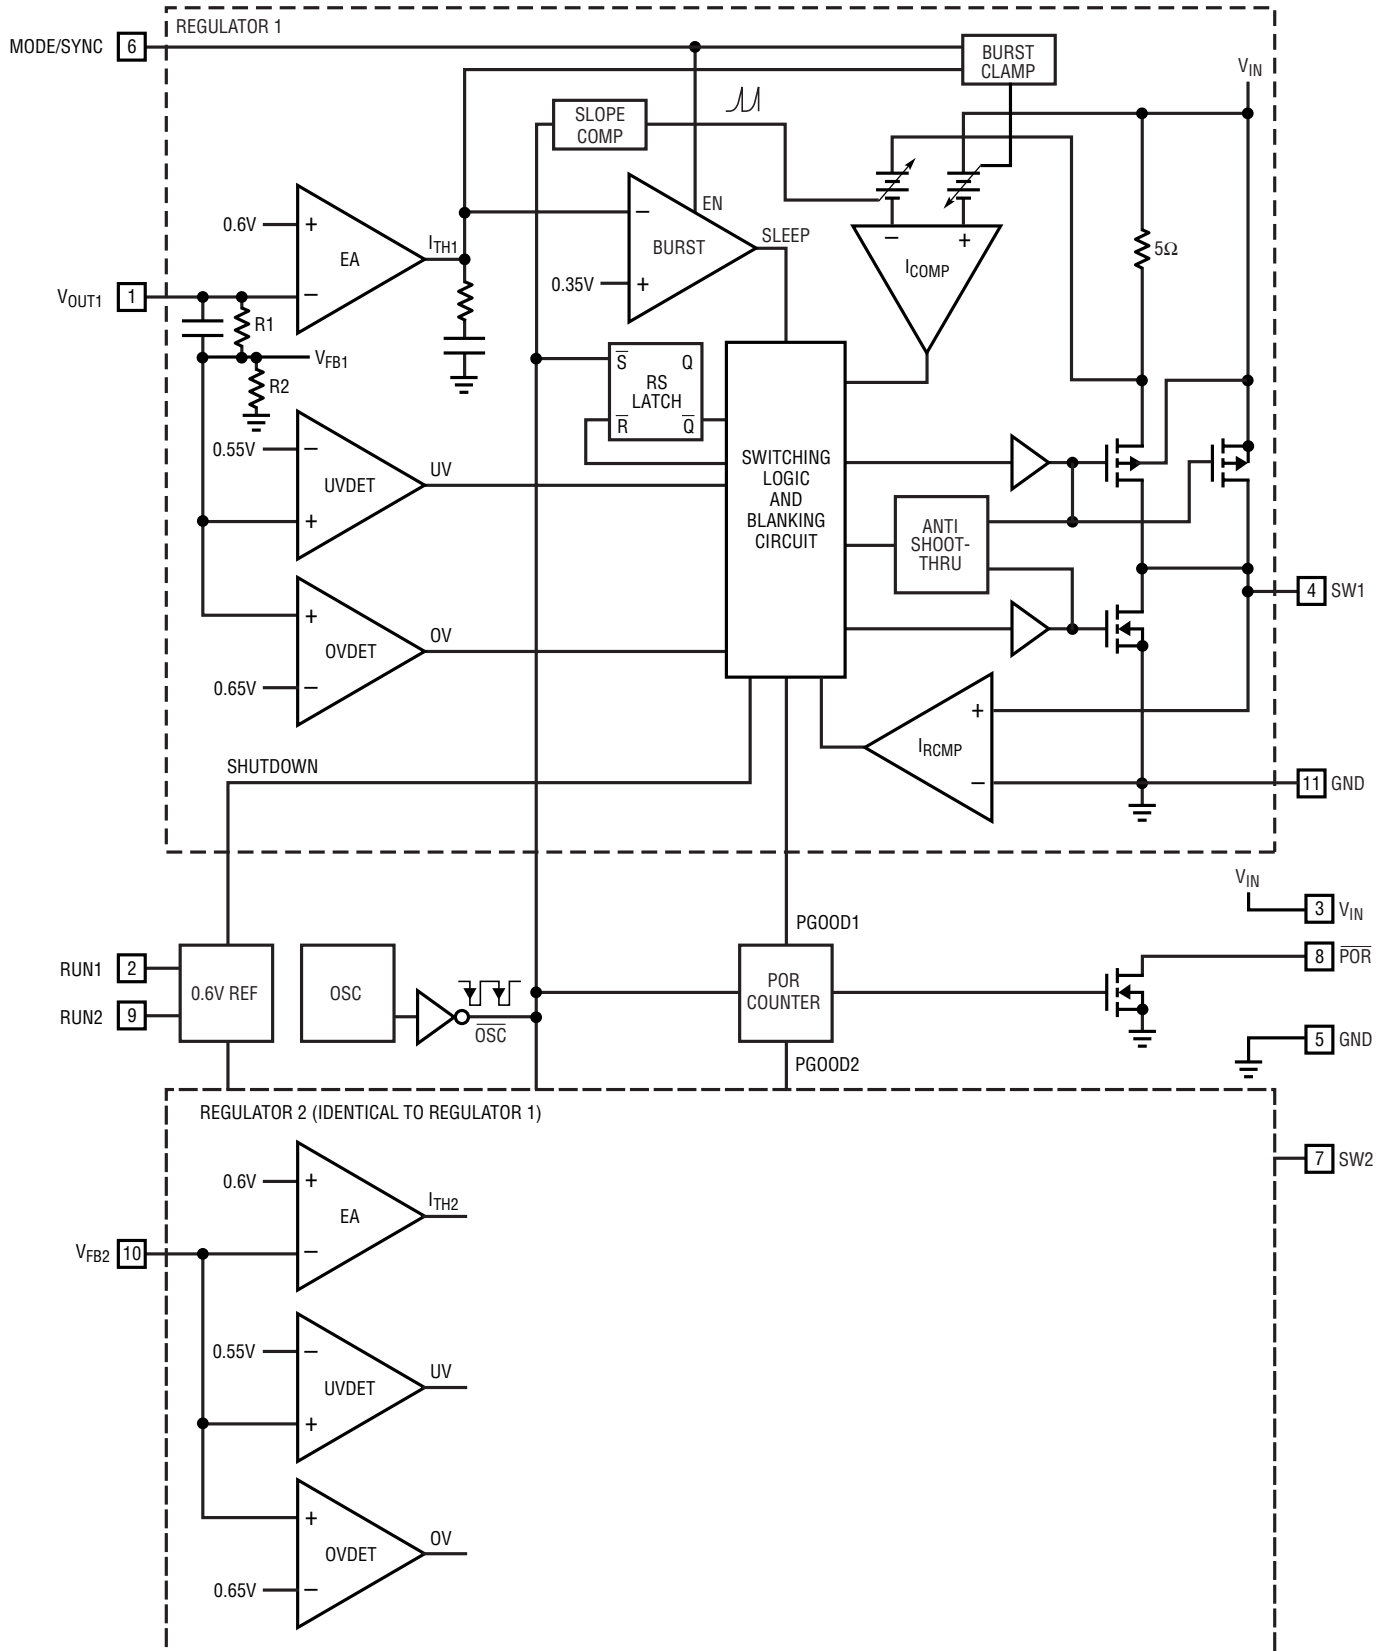 REGULATOR 1
MODE/SYNC 6
BURST
CLAMP
VIN
SLOPE
COMP
EN
0.6V
+
EA
–
ITH1
–
BURST
+
SLEEP
0.35V
–
+
ICOMP
5Ω
VOUT1 1
R1
VFB1
R2
S̅ Q
RS
LATCH
R̅ Q̅
0.55V
–
UVDET
+
UV
SWITCHING
LOGIC
AND
BLANKING
CIRCUIT
ANTI
SHOOT-
THRU
4 SW1
+
OVDET
–
OV
0.65V
+
IRCMP
–
SHUTDOWN
11 GND
VIN
3 VIN
PGOOD1
8 P̅O̅R̅
RUN1 2
RUN2 9
0.6V REF
OSC
O̅S̅C̅
POR
COUNTER
5 GND
PGOOD2
REGULATOR 2 (IDENTICAL TO REGULATOR 1)
7 SW2
0.6V
+
EA
–
ITH2
VFB2 10
0.55V
–
UVDET
+
UV
+
OVDET
–
OV
0.65V